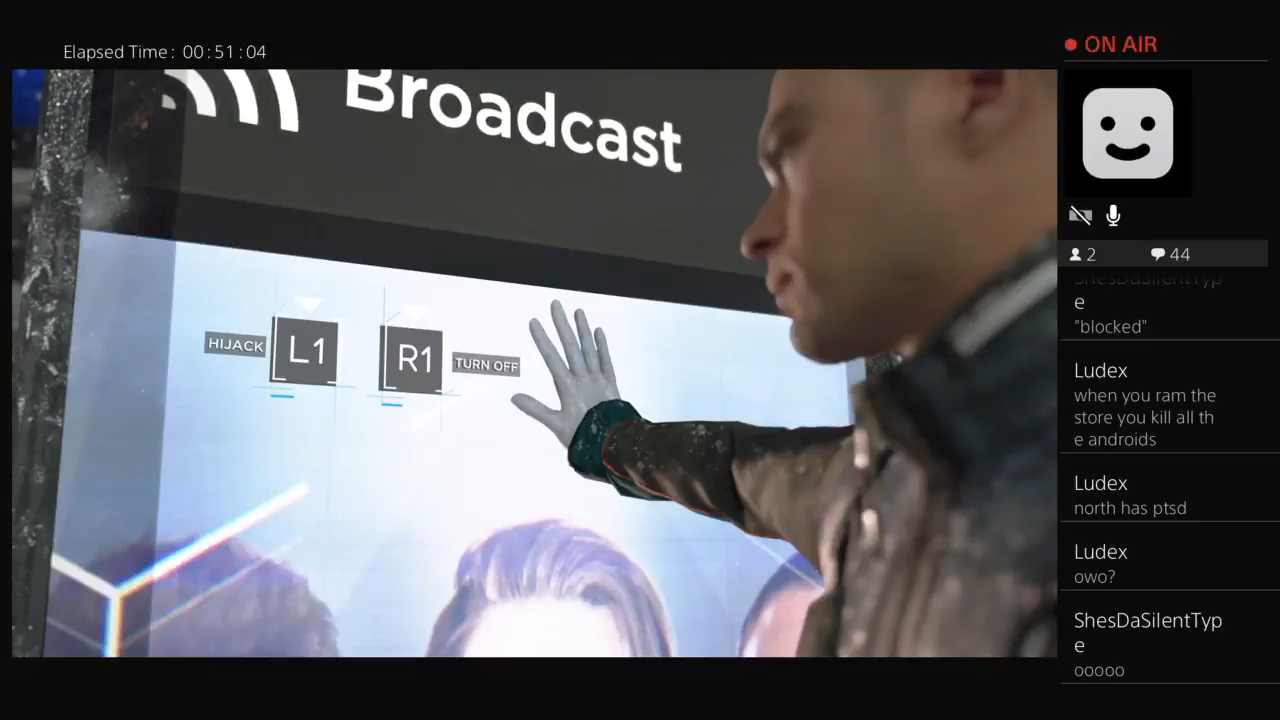 Elapsed Time: 00:51:04
ON AIR
Broadcast
2
44
ShesDaSilentTyp
e
"blocked"
HIJACK
L1
R1
TURN OFF
Ludex
when you ram the
store you kill all th
e androids
Ludex
north has ptsd
Ludex
owo?
ShesDaSilentTyp
e
ooooo